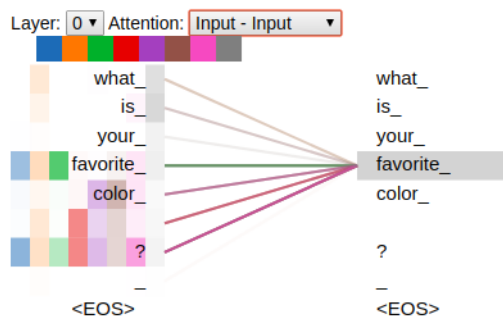 Layer: 0 Attention: Input - Input
what_ what_
is_ is_
your_ your_
favorite_ favorite_
color_ color_
? ?
_ _
<EOS> <EOS>